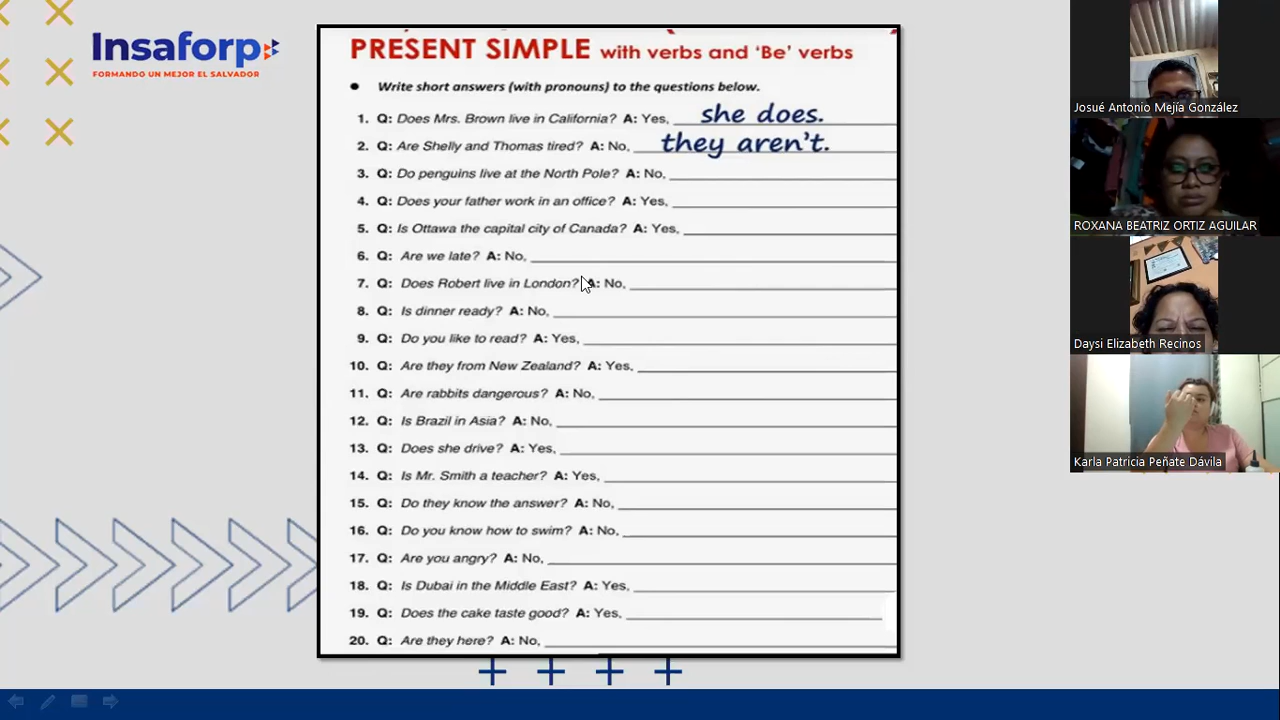 Insaforp
FORMANDO UN MEJOR EL SALVADOR
PRESENT SIMPLE with verbs and 'Be' verbs
● Write short answers (with pronouns) to the questions below.
1. Q: Does Mrs. Brown live in California? A: Yes, she does.
2. Q: Are Shelly and Thomas tired? A: No, they aren't.
3. Q: Do penguins live at the North Pole? A: No,
4. Q: Does your father work in an office? A: Yes,
5. Q: Is Ottawa the capital city of Canada? A: Yes,
6. Q: Are we late? A: No,
7. Q: Does Robert live in London? A: No,
8. Q: Is dinner ready? A: No,
9. Q: Do you like to read? A: Yes,
10. Q: Are they from New Zealand? A: Yes,
11. Q: Are rabbits dangerous? A: No,
12. Q: Is Brazil in Asia? A: No,
13. Q: Does she drive? A: Yes,
14. Q: Is Mr. Smith a teacher? A: Yes,
15. Q: Do they know the answer? A: No,
16. Q: Do you know how to swim? A: No,
17. Q: Are you angry? A: No,
18. Q: Is Dubai in the Middle East? A: Yes,
19. Q: Does the cake taste good? A: Yes,
20. Q: Are they here? A: No,
Josué Antonio Mejía González
ROXANA BEATRIZ ORTIZ AGUILAR
Daysi Elizabeth Recinos
Karla Patricia Peñate Dávila